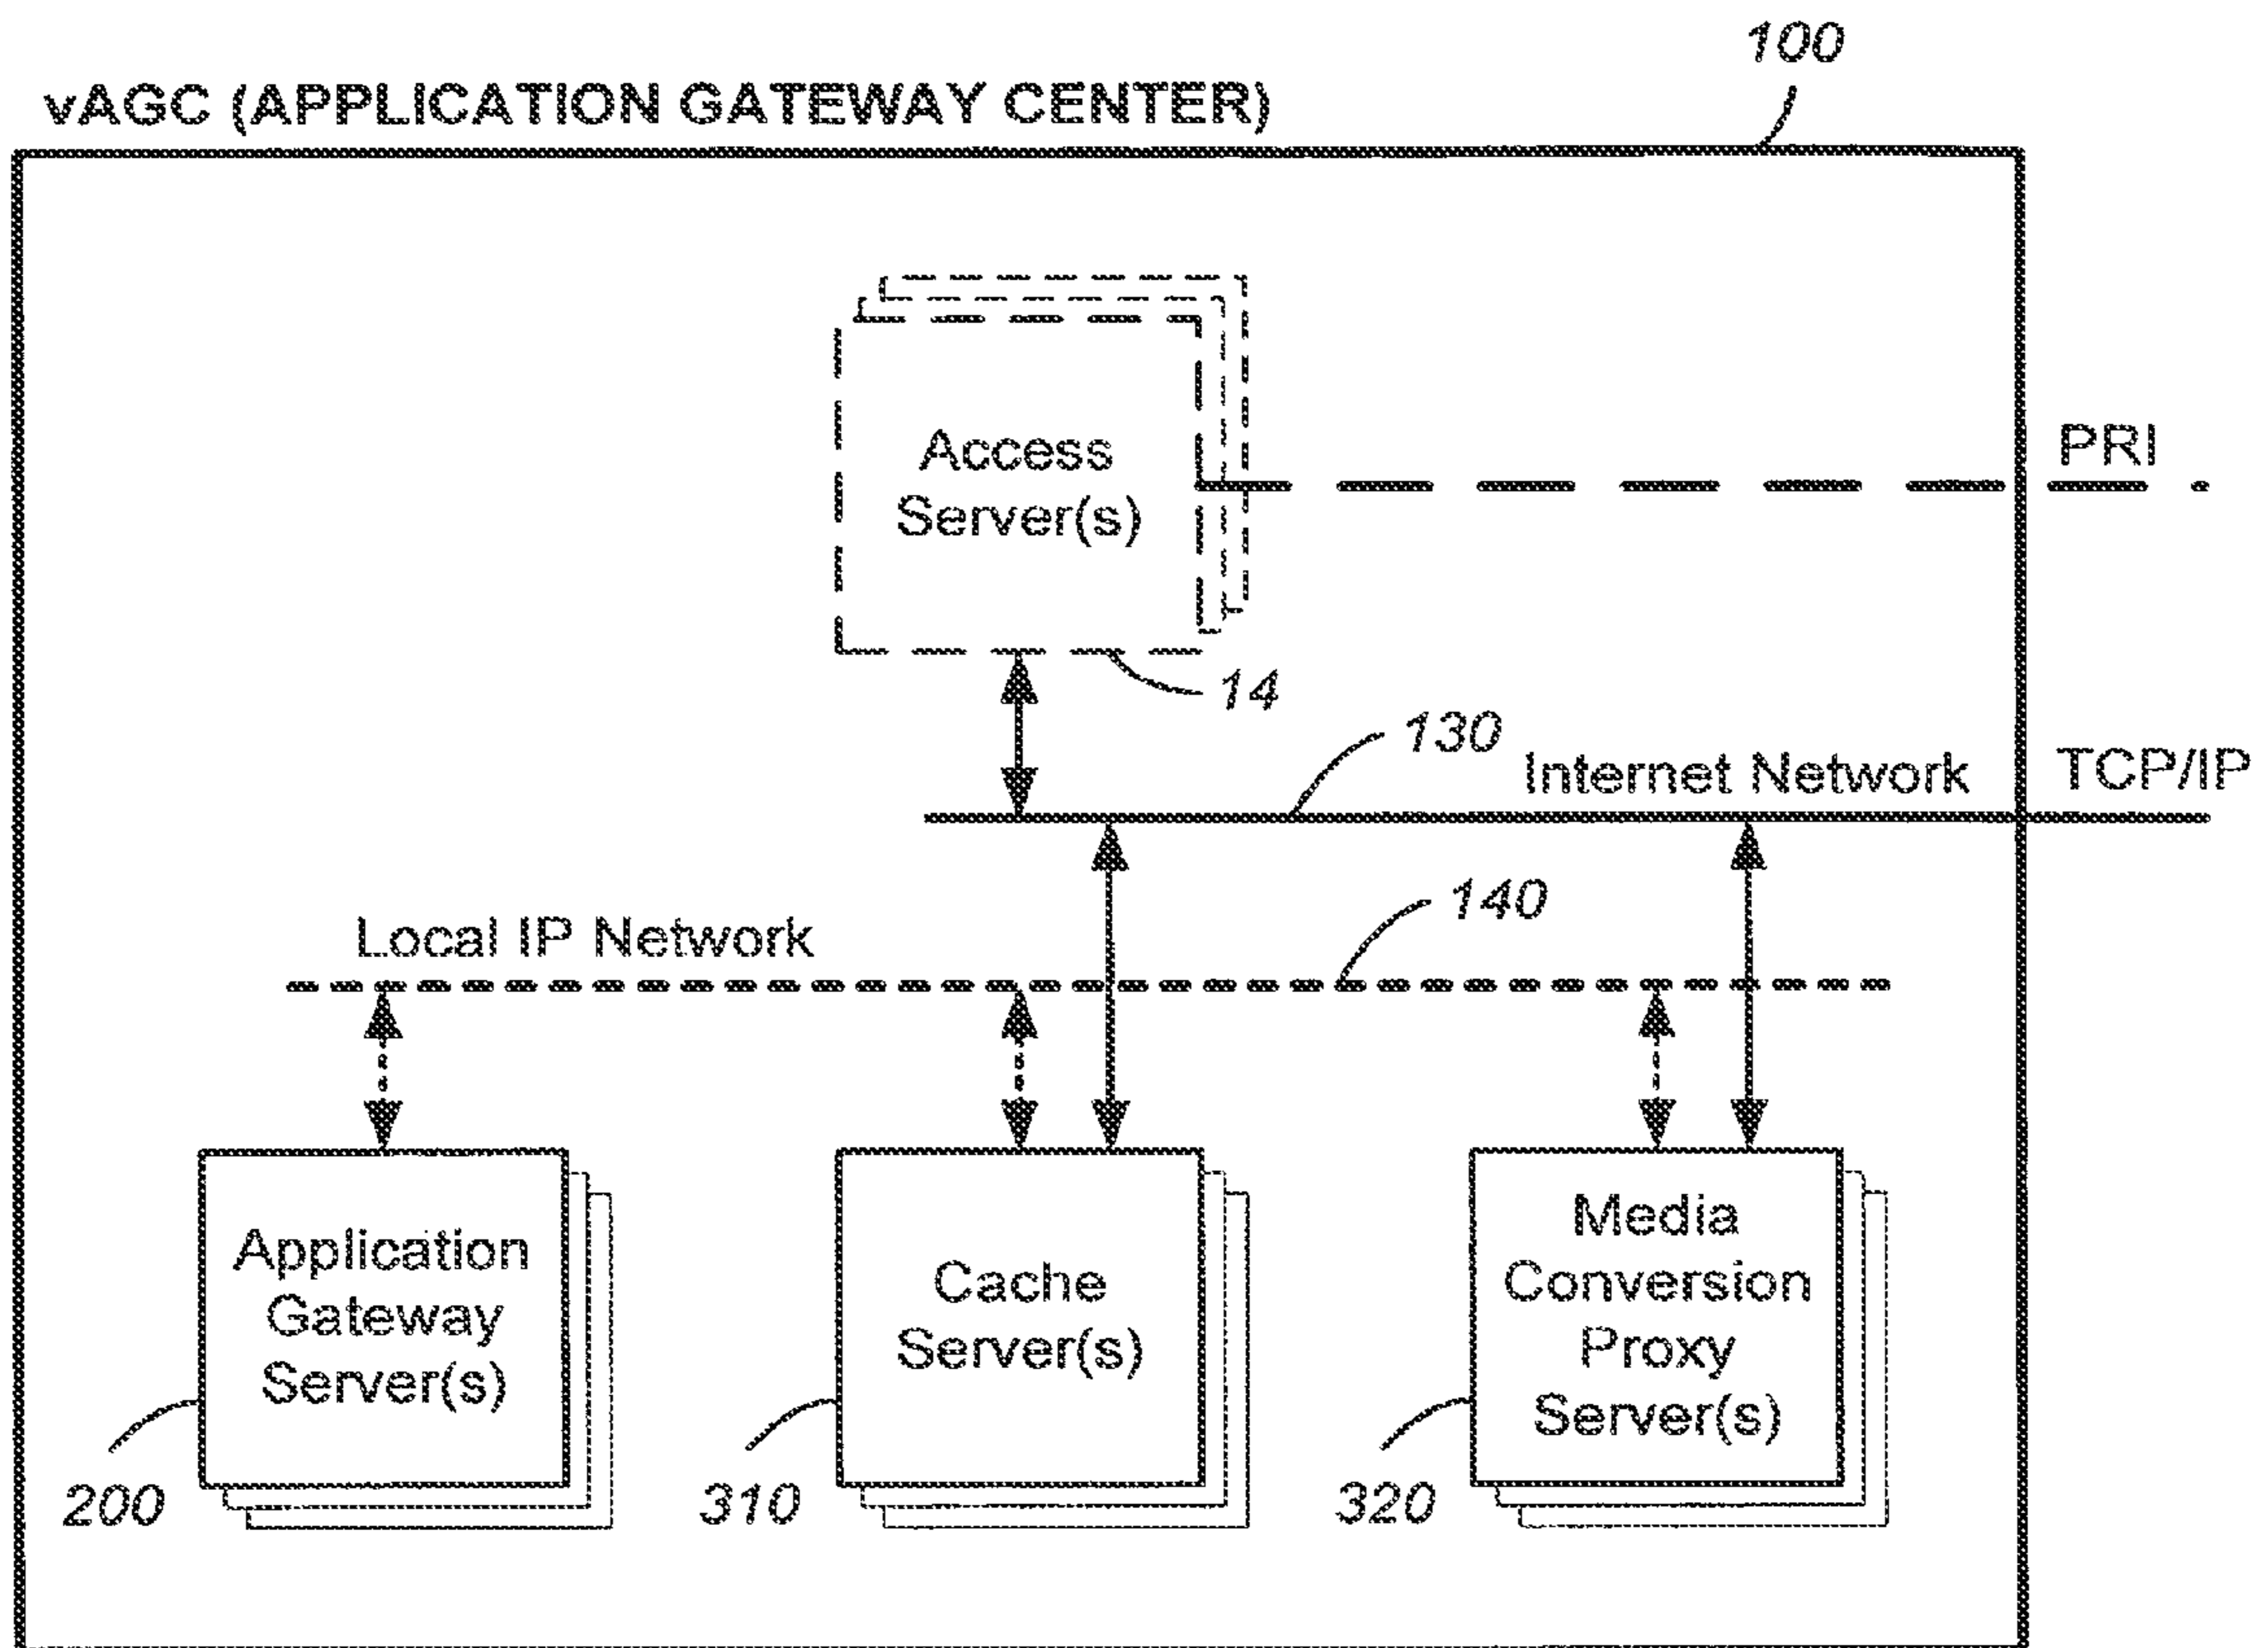 100
vAGC (APPLICATION GATEWAY CENTER)
Access
Server(s)
PRI
14
130
Internet Network
TCP/IP
140
Local IP Network
Application
Gateway
Server(s)
Cache
Server(s)
Media
Conversion
Proxy
Server(s)
200
310
320